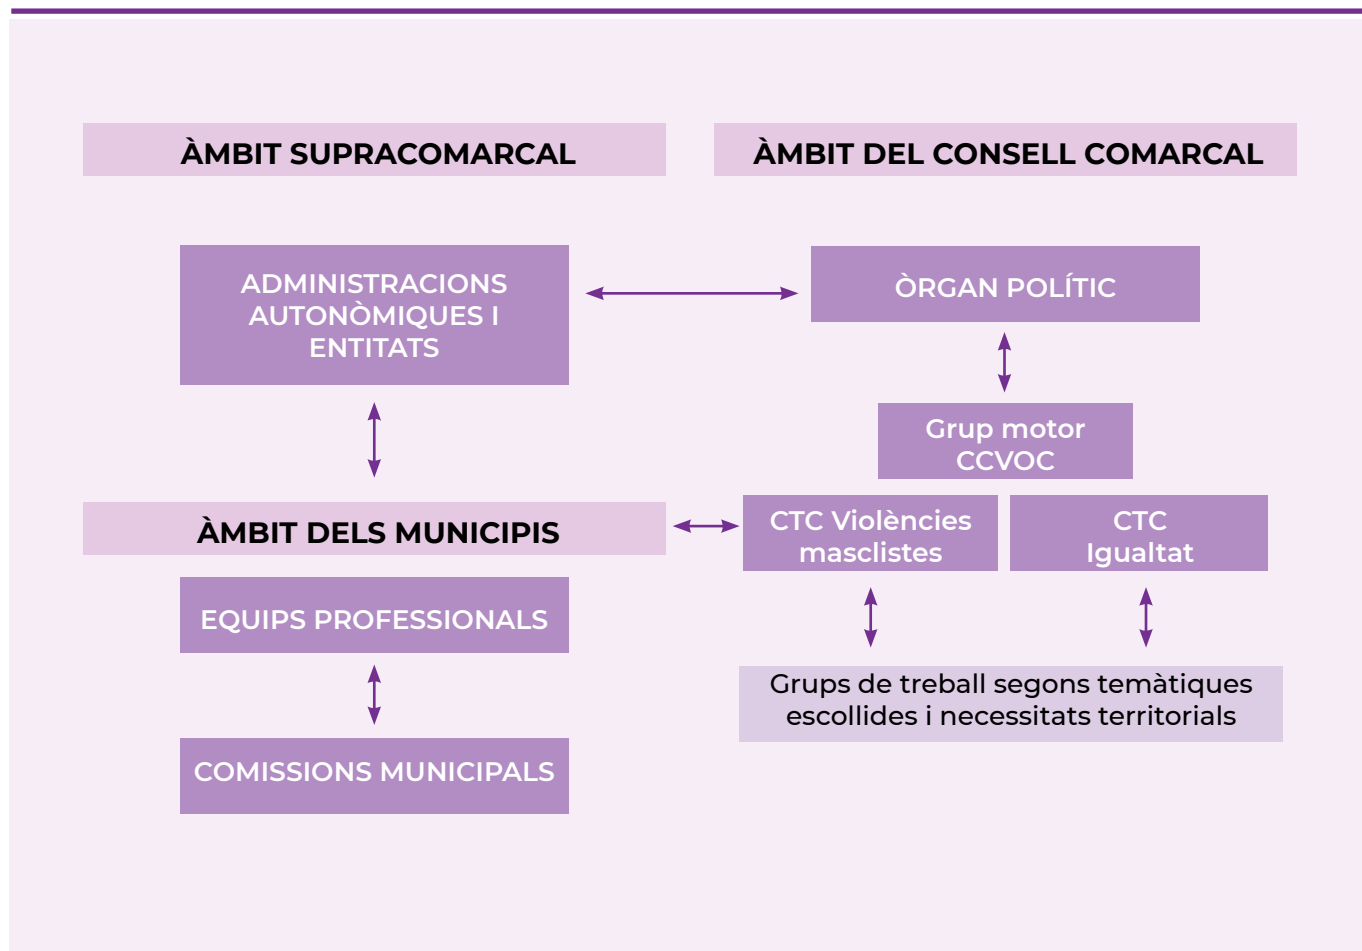 ÀMBIT SUPRACOMARCAL
ADMINISTRACIONS
AUTONÒMIQUES I
ENTITATS
ÀMBIT DELS MUNICIPIS
EQUIPS PROFESSIONALS
COMISSIONS MUNICIPALS
ÀMBIT DEL CONSELL COMARCAL
ÒRGAN POLÍTIC
Grup motor
CCVOC
CTC Violències
masclistes
CTC
Igualtat
Grups de treball segons temàtiques
escollides i necessitats territorials